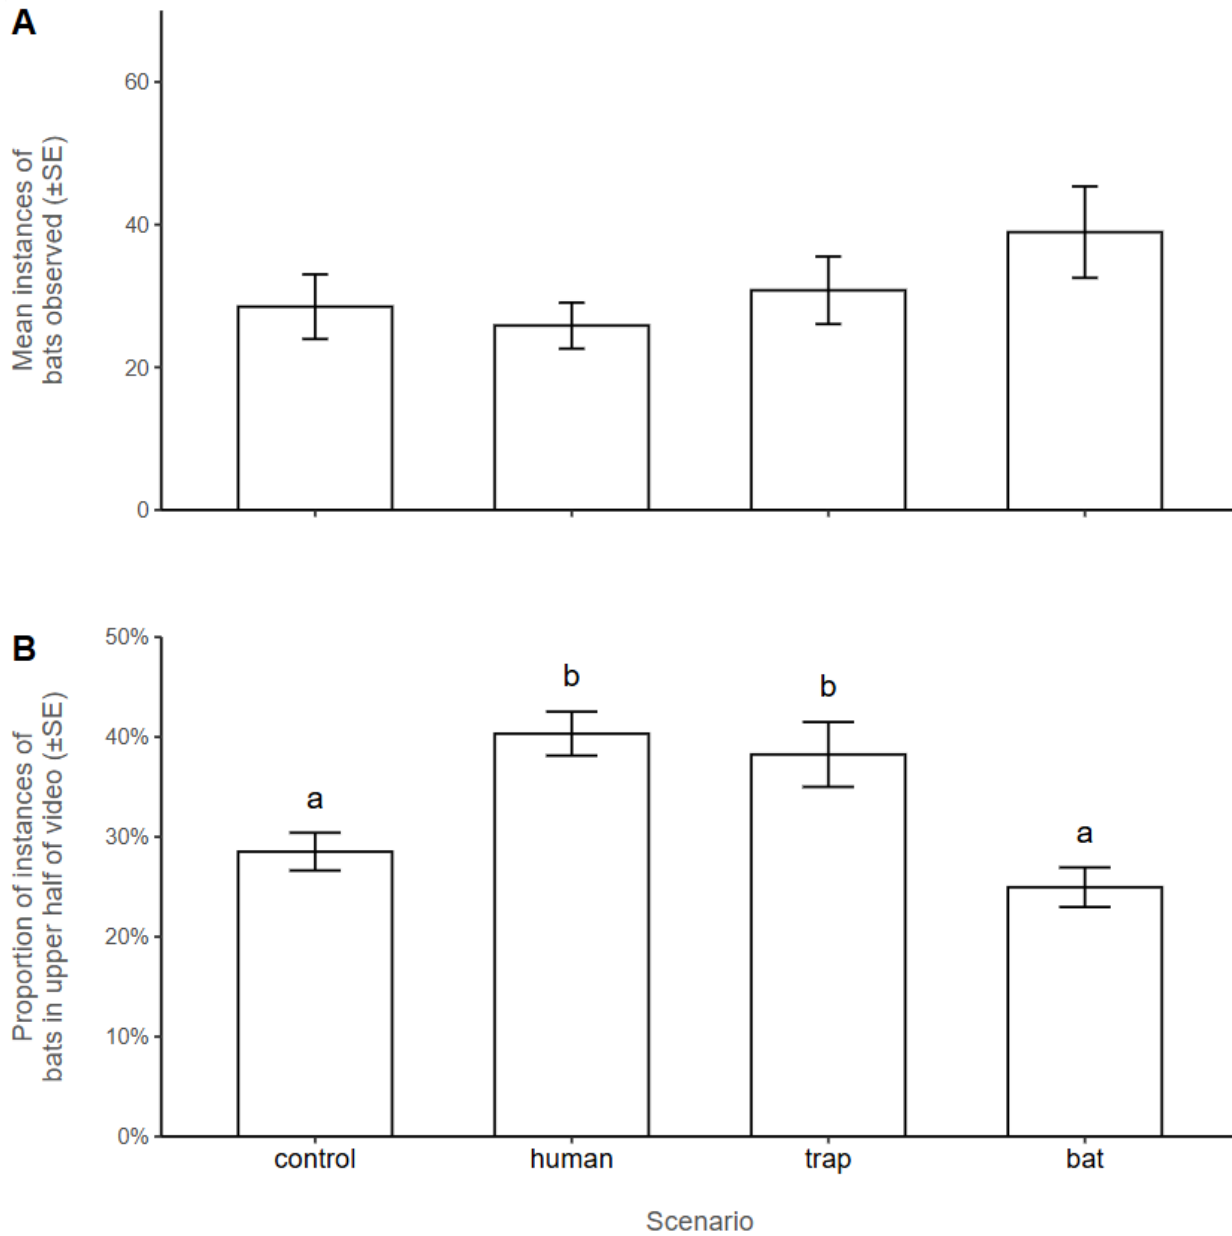 A
Mean instances of
bats observed (±SE)
60
40
20
0
B
Proportion of instances of
bats in upper half of video (±SE)
50%
40%
30%
20%
10%
0%
a
b
b
a
control
human
trap
bat
Scenario